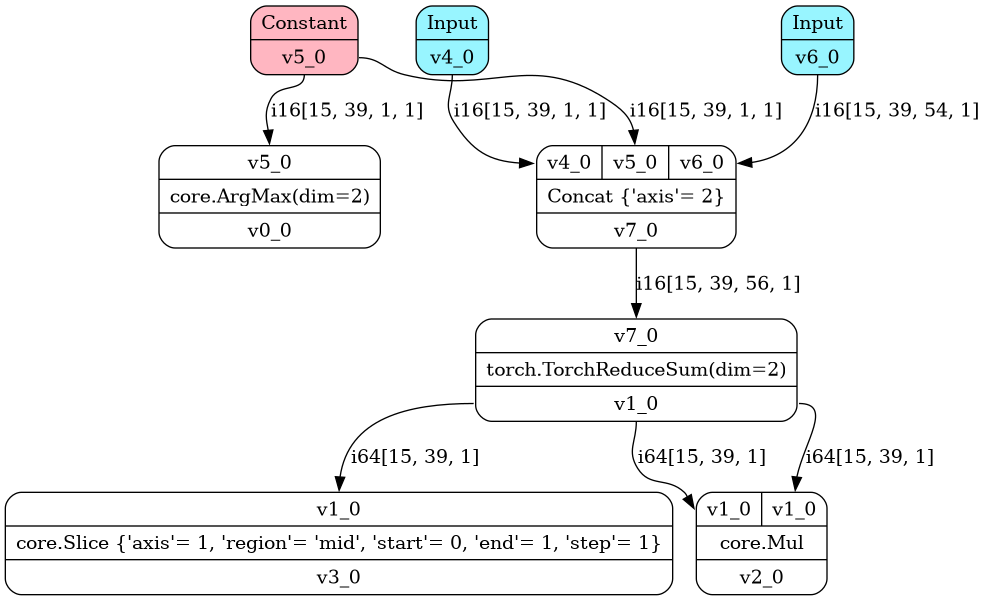 Constant
v5_0
Input
v4_0
Input
v6_0
i16[15, 39, 1, 1]
i16[15, 39, 1, 1]
i16[15, 39, 1, 1]
i16[15, 39, 54, 1]
v5_0
core.ArgMax(dim=2)
v0_0
v4_0 v5_0 v6_0
Concat {'axis'= 2}
v7_0
i16[15, 39, 56, 1]
v7_0
torch.TorchReduceSum(dim=2)
v1_0
i64[15, 39, 1]
i64[15, 39, 1]
i64[15, 39, 1]
v1_0
core.Slice {'axis'= 1, 'region'= 'mid', 'start'= 0, 'end'= 1, 'step'= 1}
v3_0
v1_0 v1_0
core.Mul
v2_0